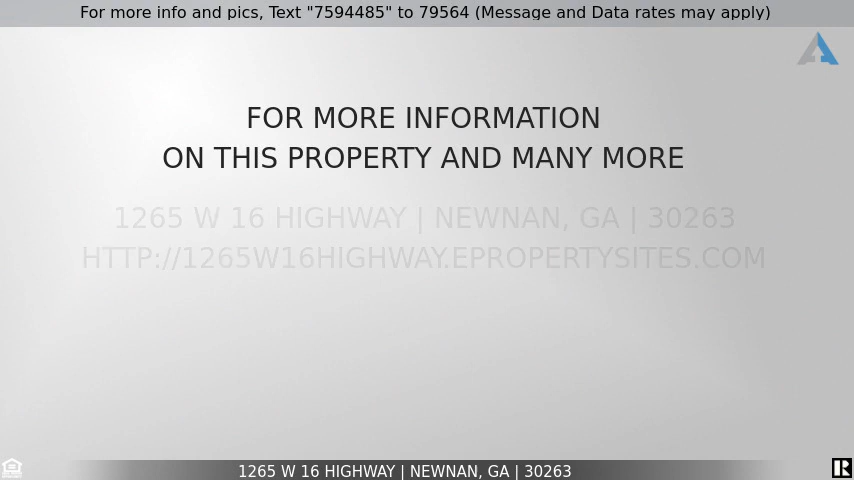 For more info and pics, Text "7594485" to 79564 (Message and Data rates may apply)
FOR MORE INFORMATION
ON THIS PROPERTY AND MANY MORE
1265 W 16 HIGHWAY | NEWNAN, GA | 30263
HTTP://1265W16HIGHWAY.EPROPERTYSITES.COM
1265 W 16 HIGHWAY | NEWNAN, GA | 30263